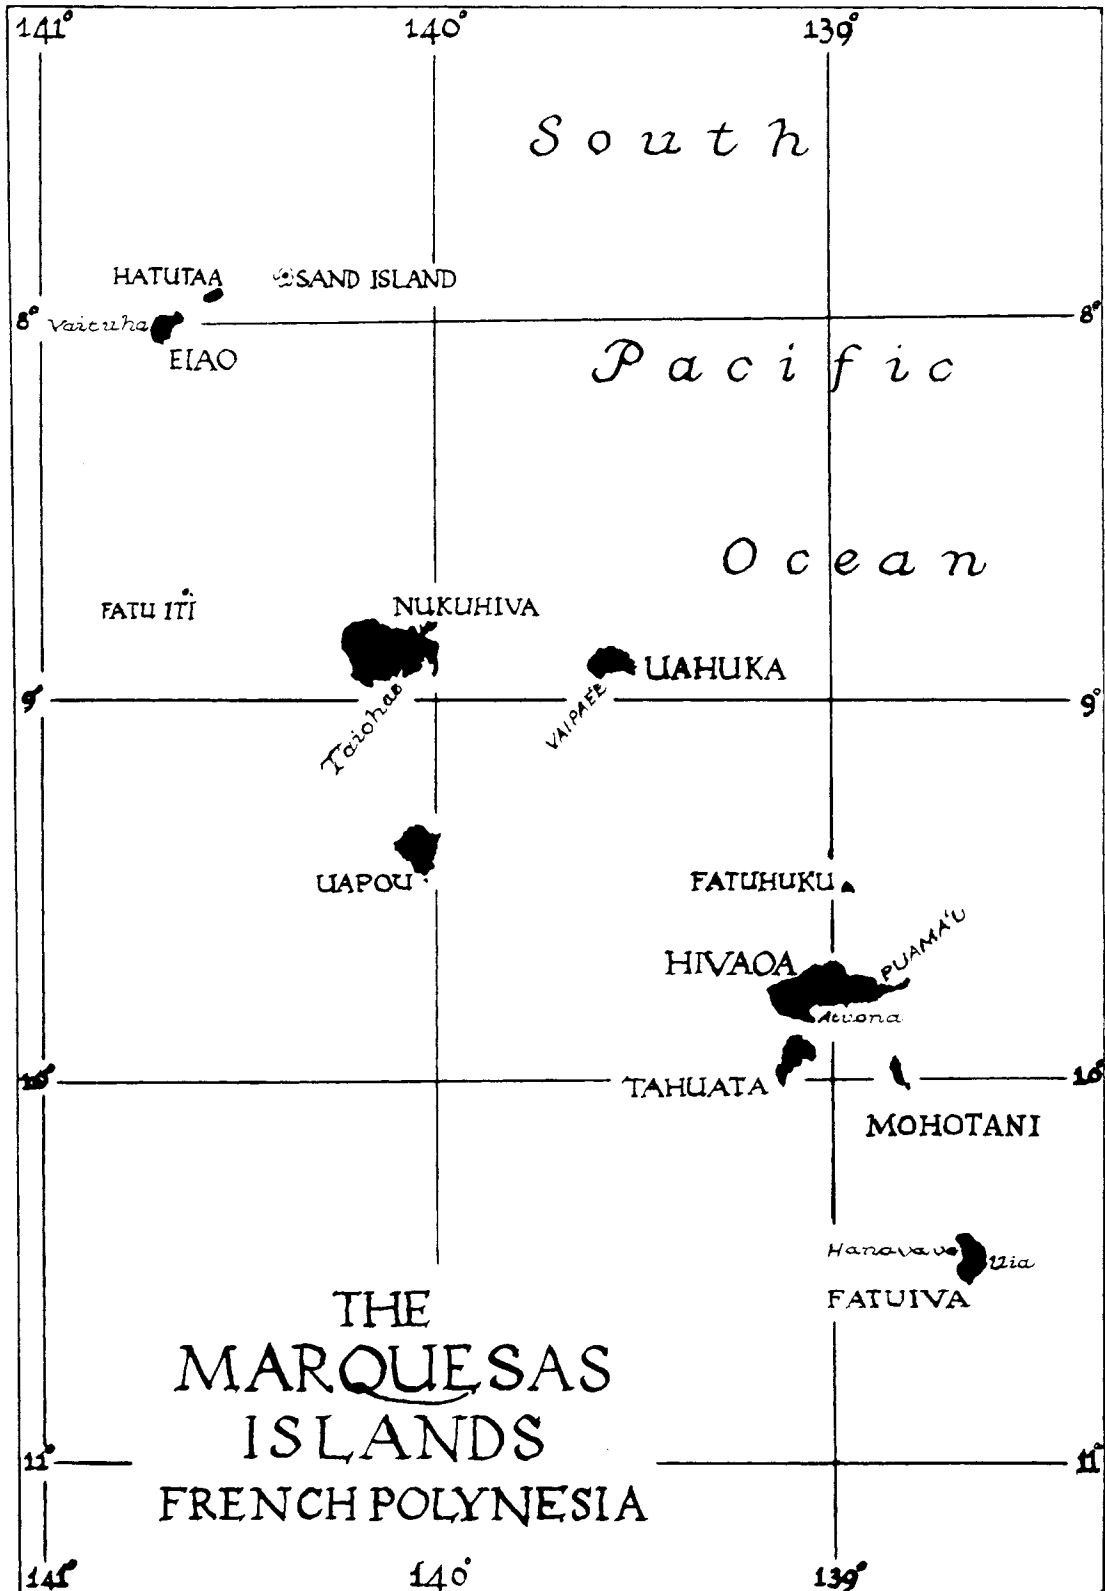 141° 140° 139°
South
HATUTAA SAND ISLAND
8° Vaituha 8°
EIAO
Pacific
Ocean
FATU ITI NUKUHIVA
UAHUKA
9° 9°
Taiohae VAIPAEE
UAPOU FATUHUKU
HIVAOA PUAMA'U
Atuona
10° TAHUATA 10°
MOHOTANI
Hanavave Uia
FATUIVA
THE
MARQUESAS
ISLANDS
11° 11°
FRENCH POLYNESIA
141° 140° 139°